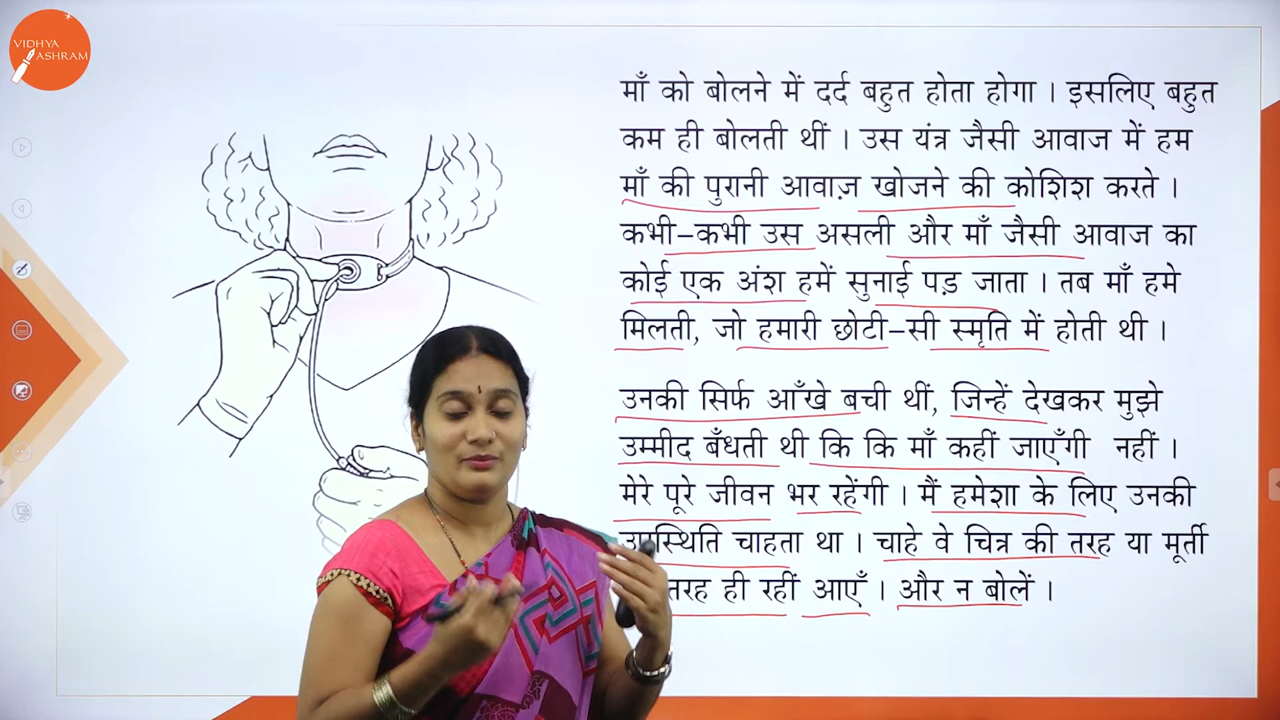 VIDHYA
ASHRAM
माँ को बोलने में दर्द बहुत होता होगा । इसलिए बहुत
कम ही बोलती थीं । उस यंत्र जैसी आवाज में हम
माँ की पुरानी आवाज़ खोजने की कोशिश करते ।
कभी-कभी उस असली और माँ जैसी आवाज का
कोई एक अंश हमें सुनाई पड़ जाता । तब माँ हमे
मिलती, जो हमारी छोटी-सी स्मृति में होती थी ।
उनकी सिर्फ आँखे बची थीं, जिन्हें देखकर मुझे
उम्मीद बँधती थी कि कि माँ कहीं जाएँगी नहीं ।
मेरे पूरे जीवन भर रहेंगी । मैं हमेशा के लिए उनकी
उपस्थिति चाहता था । चाहे वे चित्र की तरह या मूर्ती
तरह ही रहीं आएँ । और न बोलें ।